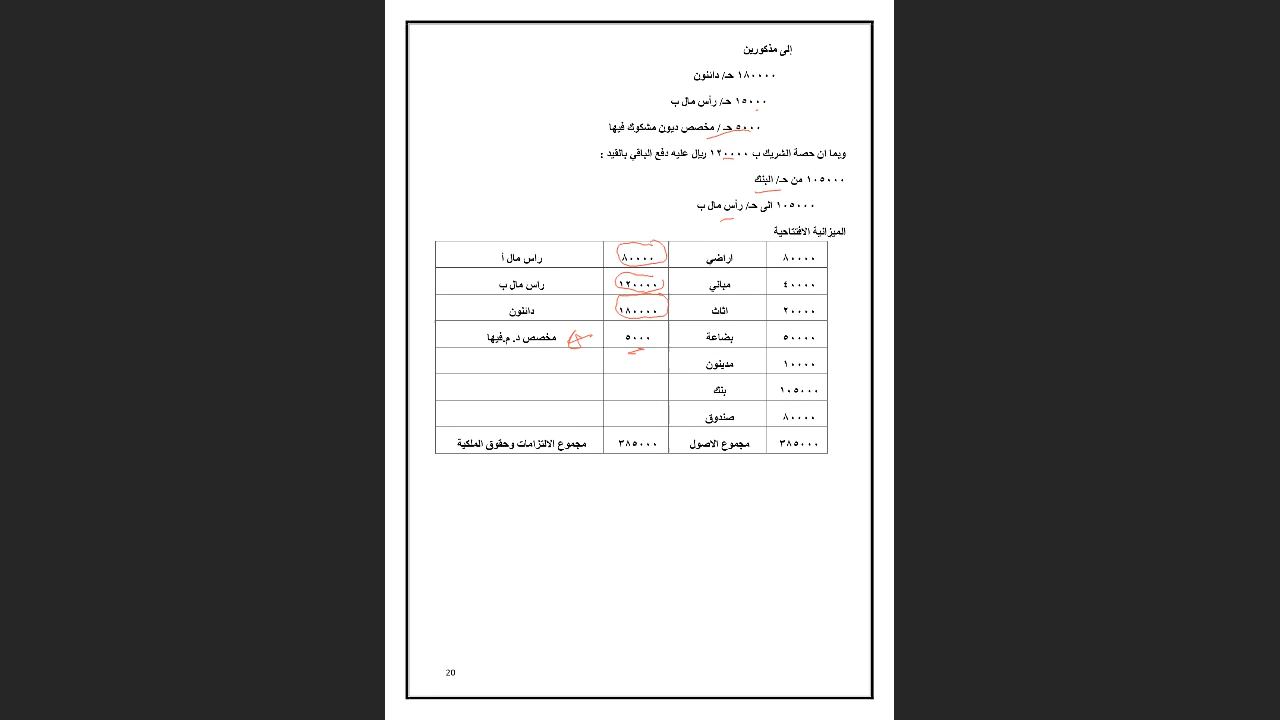 إلى مذكورين
١٨٠٠٠٠ حـ/ دائنون
١٥٠٠٠ حـ/ رأس مال ب
٥٠٠٠ حـ/ مخصص ديون مشكوك فيها
وبما ان حصة الشريك ب ١٢٠٠٠٠ ريال عليه دفع الباقي بالقيد :
١٠٥٠٠٠ من حـ/ البنك
١٠٥٠٠٠ الى حـ/ رأس مال ب
الميزانية الافتتاحية
٨٠٠٠٠ اراضي ٨٠٠٠٠ راس مال أ
٤٠٠٠٠ مباني ١٢٠٠٠٠ راس مال ب
٢٠٠٠٠ اثاث ١٨٠٠٠٠ دائنون
٥٠٠٠٠ بضاعة ٥٠٠٠ مخصص د. م.فيها
١٠٠٠٠ مدينون
١٠٥٠٠٠ بنك
٨٠٠٠٠ صندوق
٣٨٥٠٠٠ مجموع الاصول ٣٨٥٠٠٠ مجموع الالتزامات وحقوق الملكية
20